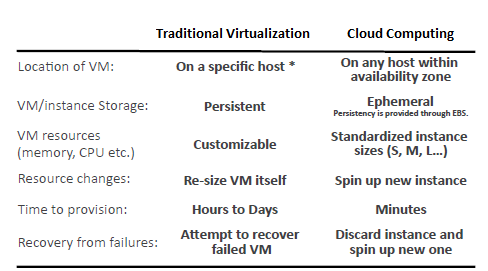 Traditional Virtualization Cloud Computing
Location of VM: On a specific host * On any host within
availability zone
VM/instance Storage: Persistent Ephemeral
Persistency is provided through EBS.
VM resources
(memory, CPU etc.) Customizable Standardized instance
sizes (S, M, L...)
Resource changes: Re-size VM itself Spin up new instance
Time to provision: Hours to Days Minutes
Recovery from failures: Attempt to recover
failed VM Discard instance and
spin up new one